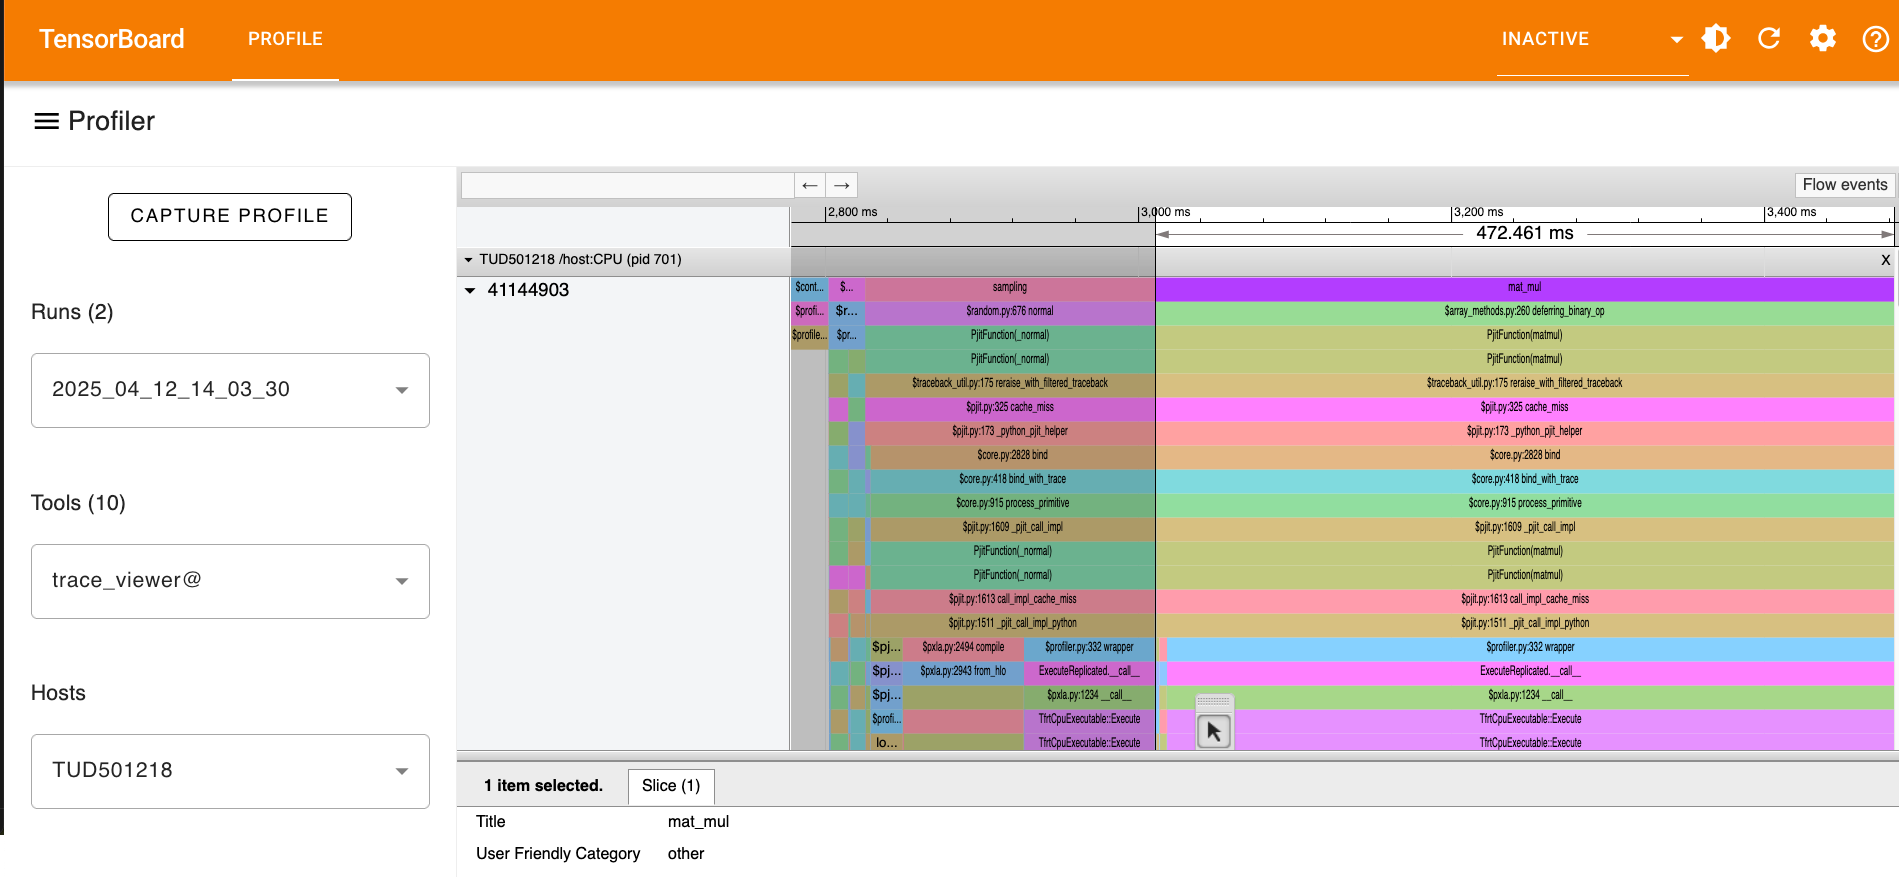 TensorBoard PROFILE INACTIVE
Profiler
CAPTURE PROFILE
Runs (2)
2025_04_12_14_03_30
Tools (10)
trace_viewer@
Hosts
TUD501218
← → Flow events
2,800 ms 3,000 ms 3,200 ms 3,400 ms
472.461 ms
TUD501218 /host:CPU (pid 701) X
41144903
$cont... $... sampling mat_mul
$profi... $r... $random.py:676 normal $array_methods.py:260 deferring_binary_op
$profile... $pr... PjitFunction(_normal) PjitFunction(matmul)
PjitFunction(_normal) PjitFunction(matmul)
$traceback_util.py:175 reraise_with_filtered_traceback $traceback_util.py:175 reraise_with_filtered_traceback
$pjit.py:325 cache_miss $pjit.py:325 cache_miss
$pjit.py:173 _python_pjit_helper $pjit.py:173 _python_pjit_helper
$core.py:2828 bind $core.py:2828 bind
$core.py:418 bind_with_trace $core.py:418 bind_with_trace
$core.py:915 process_primitive $core.py:915 process_primitive
$pjit.py:1609 _pjit_call_impl $pjit.py:1609 _pjit_call_impl
PjitFunction(_normal) PjitFunction(matmul)
PjitFunction(_normal) PjitFunction(matmul)
$pjit.py:1613 call_impl_cache_miss $pjit.py:1613 call_impl_cache_miss
$pjit.py:1511 _pjit_call_impl_python $pjit.py:1511 _pjit_call_impl_python
$pj... $pxla.py:2494 compile $profiler.py:332 wrapper $profiler.py:332 wrapper
$pj... $pxla.py:2943 from_hlo ExecuteReplicated.__call__ ExecuteReplicated.__call__
$pj... $pxla.py:1234 __call__ $pxla.py:1234 __call__
$profi... TfrtCpuExecutable::Execute TfrtCpuExecutable::Execute
lo... TfrtCpuExecutable::Execute TfrtCpuExecutable::Execute
1 item selected. Slice (1)
Title mat_mul
User Friendly Category other